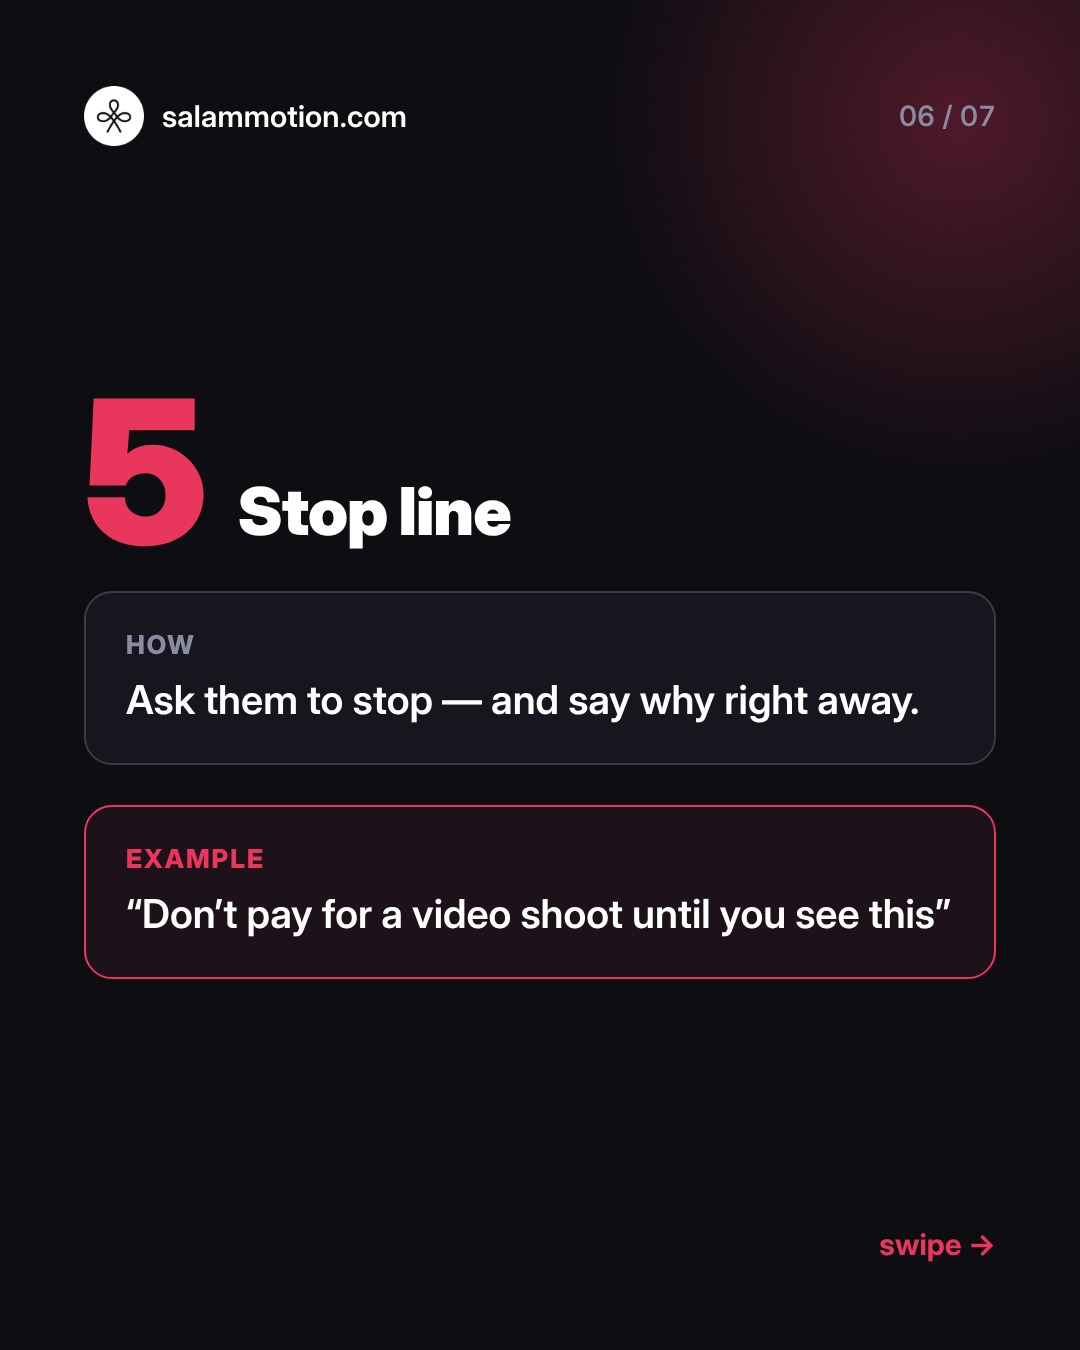 salammotion.com
06 / 07
5 Stop line
HOW
Ask them to stop — and say why right away.
EXAMPLE
“Don’t pay for a video shoot until you see this”
swipe →